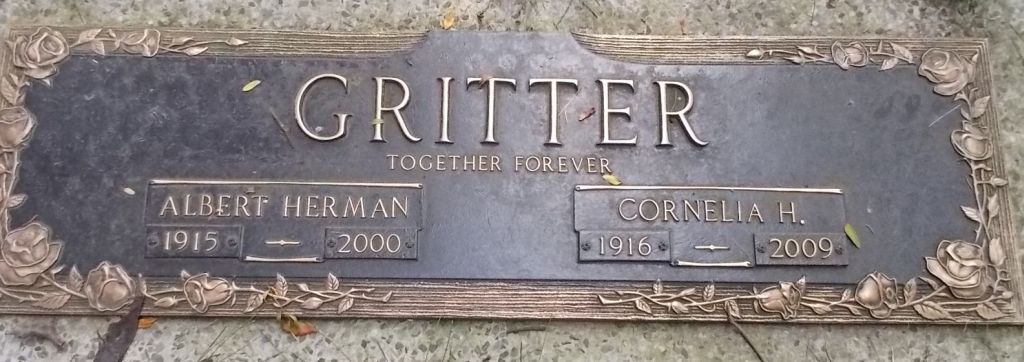 GRITTER
TOGETHER FOREVER
ALBERT HERMAN
1915 — 2000
CORNELIA H.
1916 — 2009